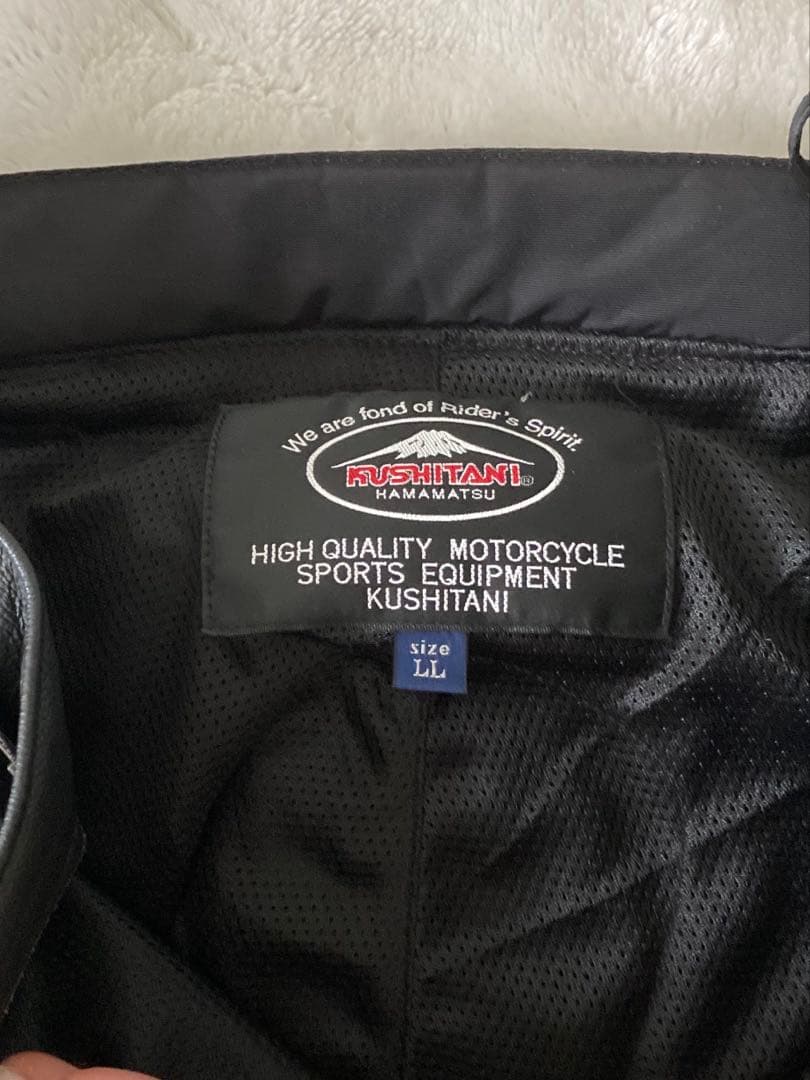 We are fond of Rider's Spirit.
KUSHITANI®
HAMAMATSU
HIGH QUALITY MOTORCYCLE
SPORTS EQUIPMENT
KUSHITANI
size
LL